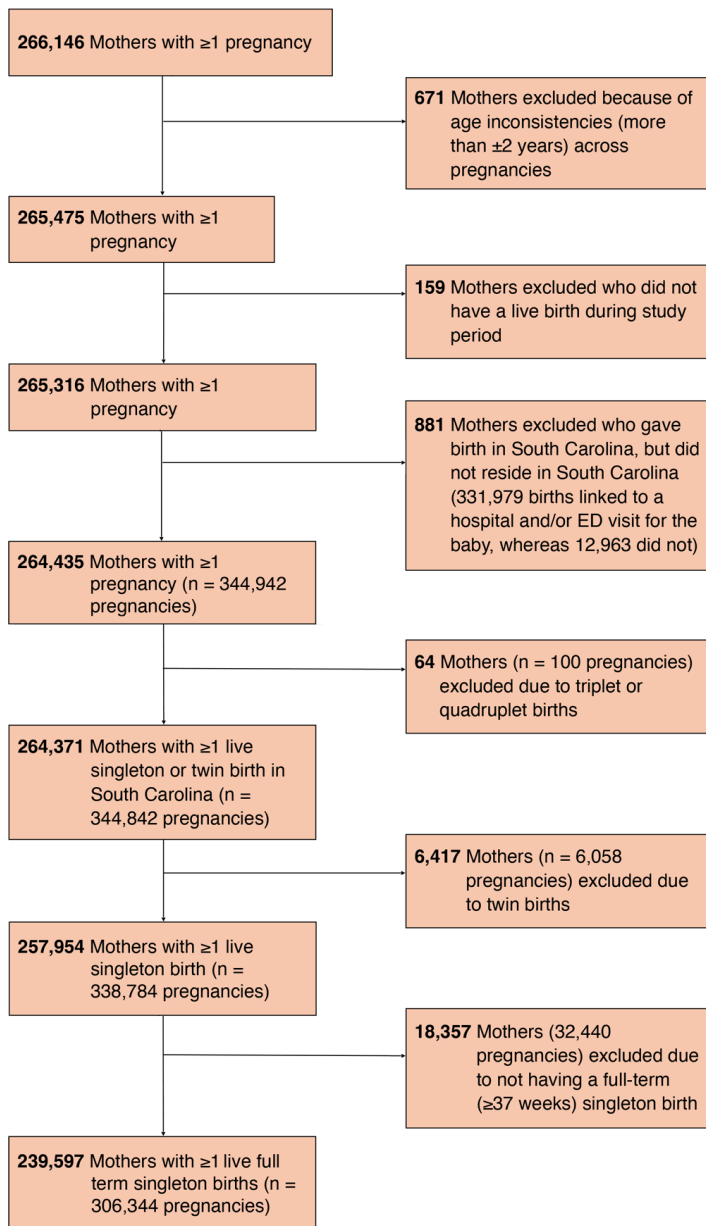 266,146 Mothers with ≥1 pregnancy
671 Mothers excluded because of
age inconsistencies (more
than ±2 years) across
pregnancies
265,475 Mothers with ≥1
pregnancy
159 Mothers excluded who did not
have a live birth during study
period
265,316 Mothers with ≥1
pregnancy
881 Mothers excluded who gave
birth in South Carolina, but did
not reside in South Carolina
(331,979 births linked to a
hospital and/or ED visit for the
baby, whereas 12,963 did not)
264,435 Mothers with ≥1
pregnancy (n = 344,942
pregnancies)
64 Mothers (n = 100 pregnancies)
excluded due to triplet or
quadruplet births
264,371 Mothers with ≥1 live
singleton or twin birth in
South Carolina (n =
344,842 pregnancies)
6,417 Mothers (n = 6,058
pregnancies) excluded due
to twin births
257,954 Mothers with ≥1 live
singleton birth (n =
338,784 pregnancies)
18,357 Mothers (32,440
pregnancies) excluded due
to not having a full-term
(≥37 weeks) singleton birth
239,597 Mothers with ≥1 live full
term singleton births (n =
306,344 pregnancies)